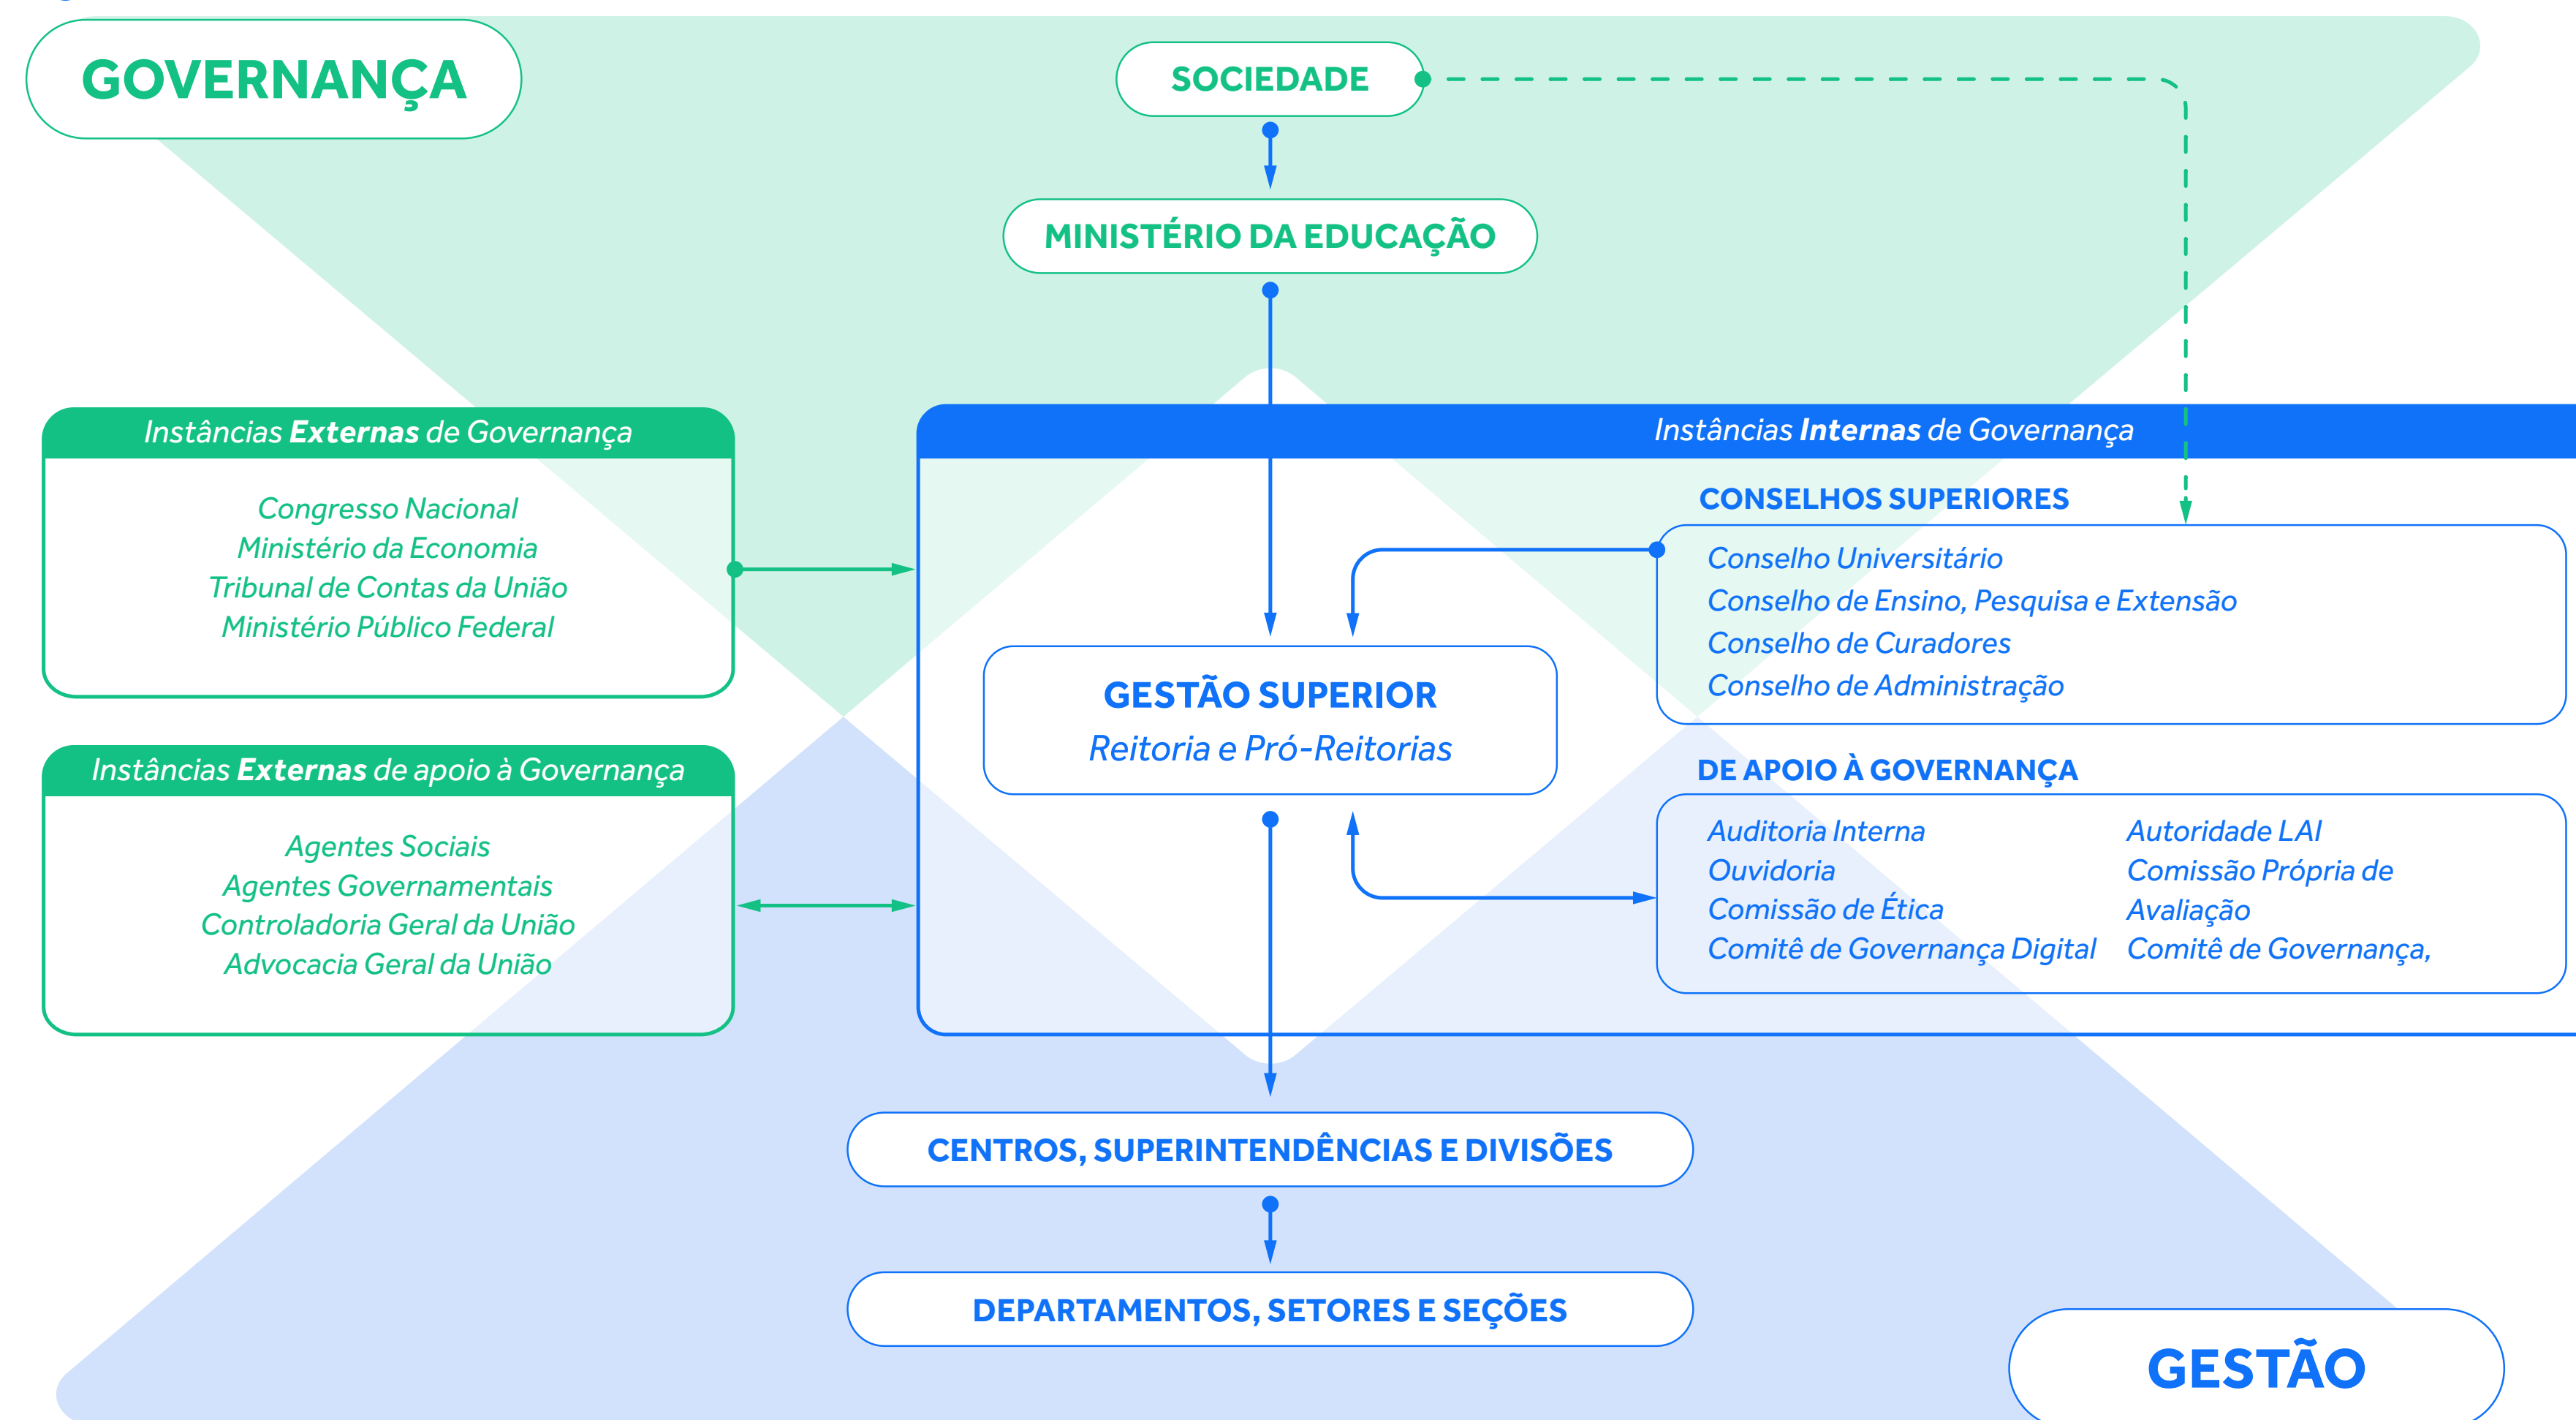 GOVERNANÇA
SOCIEDADE
MINISTÉRIO DA EDUCAÇÃO
Instâncias Externas de Governança
Congresso Nacional
Ministério da Economia
Tribunal de Contas da União
Ministério Público Federal
Instâncias Externas de apoio à Governança
Agentes Sociais
Agentes Governamentais
Controladoria Geral da União
Advocacia Geral da União
Instâncias Internas de Governança
GESTÃO SUPERIOR
Reitoria e Pró-Reitorias
CONSELHOS SUPERIORES
Conselho Universitário
Conselho de Ensino, Pesquisa e Extensão
Conselho de Curadores
Conselho de Administração
DE APOIO À GOVERNANÇA
Auditoria Interna
Ouvidoria
Comissão de Ética
Comitê de Governança Digital
Autoridade LAI
Comissão Própria de
Avaliação
Comitê de Governança,
CENTROS, SUPERINTENDÊNCIAS E DIVISÕES
DEPARTAMENTOS, SETORES E SEÇÕES
GESTÃO